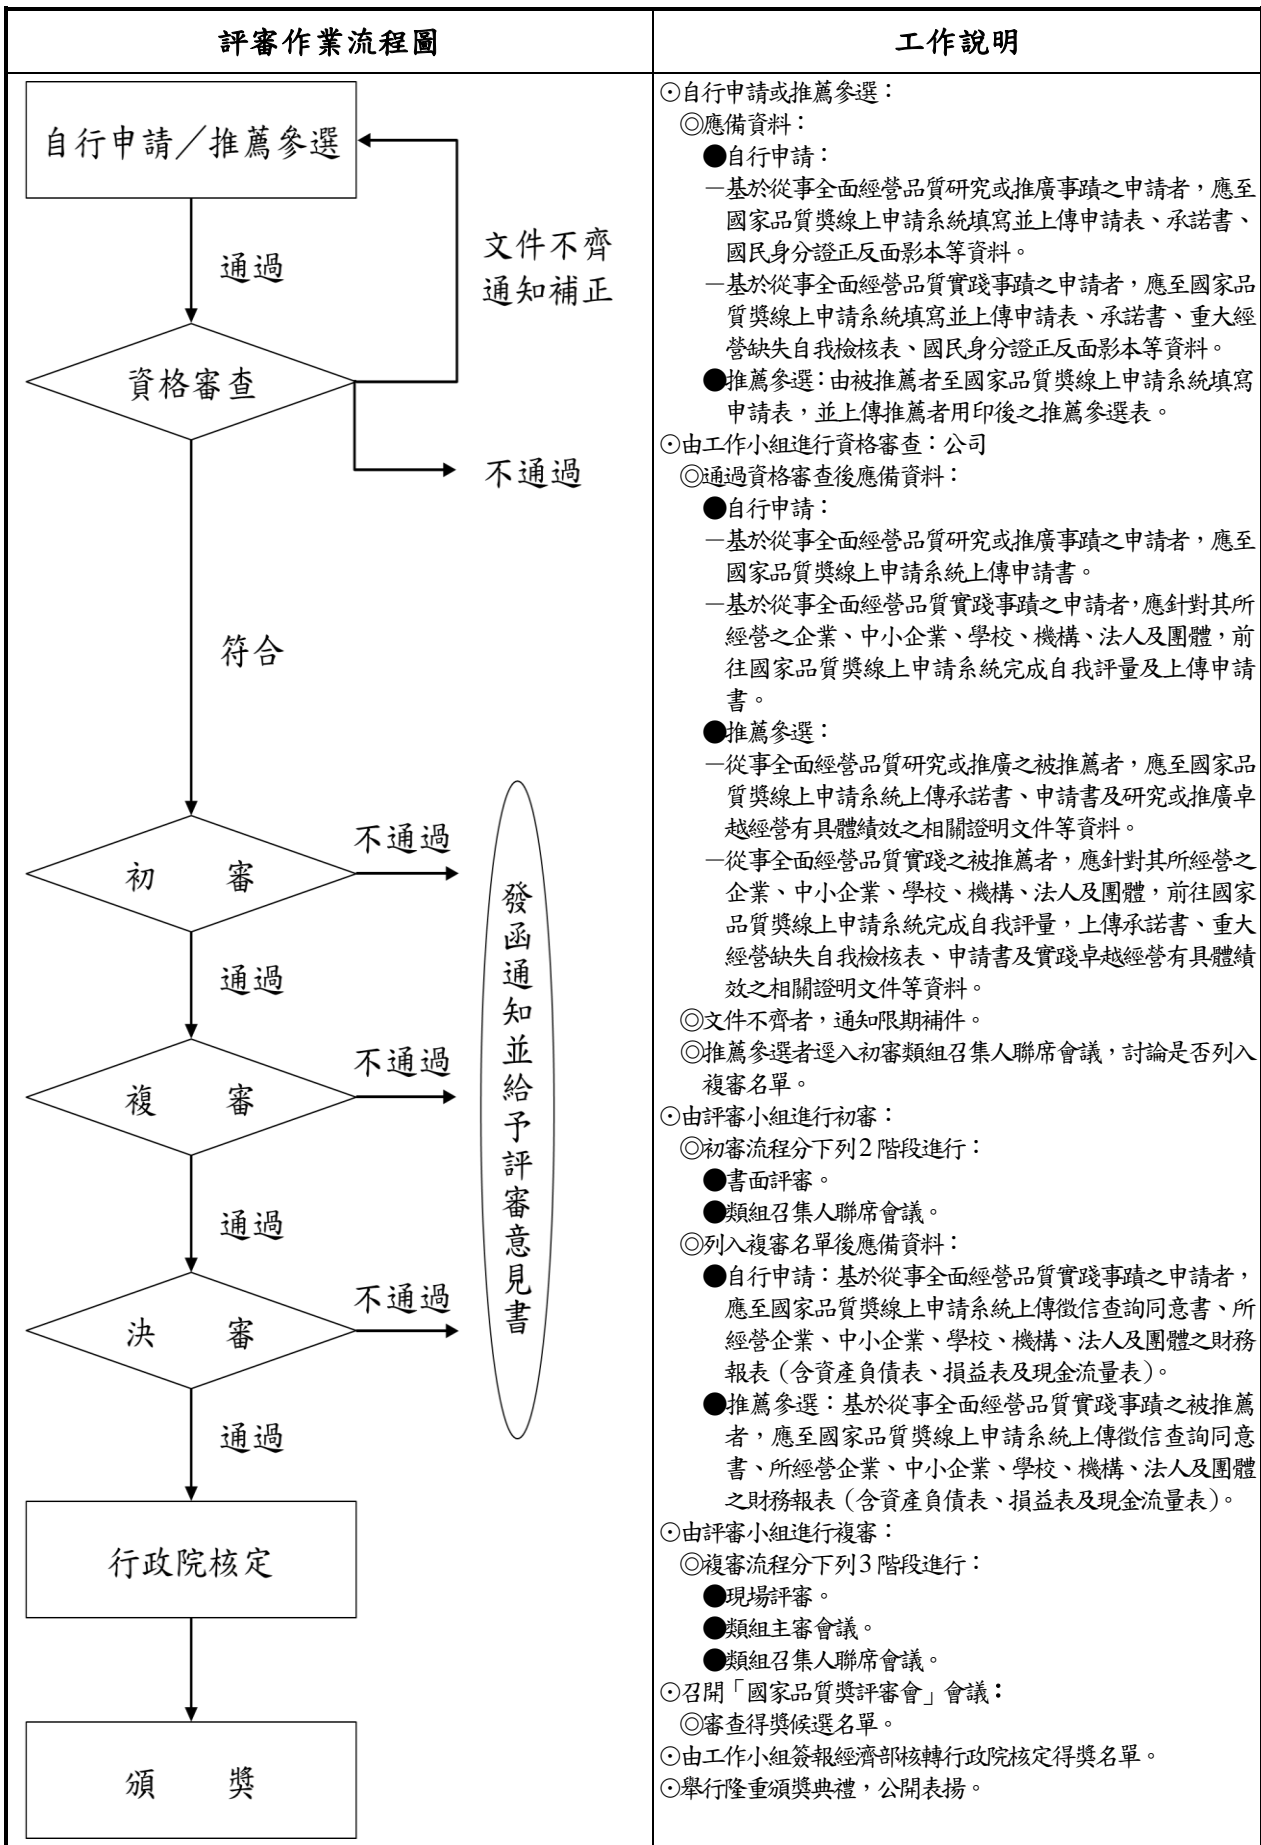 評審作業流程圖
工作說明
自行申請／推薦參選
通過
文件不齊
通知補正
資格審查
不通過
符合
初　審
不通過
通過
複　審
不通過
通過
決　審
不通過
通過
發函通知並給予評審意見書
行政院核定
頒　獎
⊙自行申請或推薦參選：
◎應備資料：
●自行申請：
－基於從事全面經營品質研究或推廣事蹟之申請者，應至
國家品質獎線上申請系統填寫並上傳申請表、承諾書、
國民身分證正反面影本等資料。
－基於從事全面經營品質實踐事蹟之申請者，應至國家品
質獎線上申請系統填寫並上傳申請表、承諾書、重大經
營缺失自我檢核表、國民身分證正反面影本等資料。
●推薦參選：由被推薦者至國家品質獎線上申請系統填寫
申請表，並上傳推薦者用印後之推薦參選表。
⊙由工作小組進行資格審查：公司
◎通過資格審查後應備資料：
●自行申請：
－基於從事全面經營品質研究或推廣事蹟之申請者，應至
國家品質獎線上申請系統上傳申請書。
－基於從事全面經營品質實踐事蹟之申請者，應針對其所
經營之企業、中小企業、學校、機構、法人及團體，前
往國家品質獎線上申請系統完成自我評量及上傳申請
書。
●推薦參選：
－從事全面經營品質研究或推廣之被推薦者，應至國家品
質獎線上申請系統上傳承諾書、申請書及研究或推廣卓
越經營有具體績效之相關證明文件等資料。
－從事全面經營品質實踐之被推薦者，應針對其所經營之
企業、中小企業、學校、機構、法人及團體，前往國家
品質獎線上申請系統完成自我評量，上傳承諾書、重大
經營缺失自我檢核表、申請書及實踐卓越經營有具體績
效之相關證明文件等資料。
◎文件不齊者，通知限期補件。
◎推薦參選者逕入初審類組召集人聯席會議，討論是否列入
複審名單。
⊙由評審小組進行初審：
◎初審流程分下列2階段進行：
●書面評審。
●類組召集人聯席會議。
◎列入複審名單後應備資料：
●自行申請：基於從事全面經營品質實踐事蹟之申請者，
應至國家品質獎線上申請系統上傳徵信查詢同意書、所
經營企業、中小企業、學校、機構、法人及團體之財務
報表（含資產負債表、損益表及現金流量表）。
●推薦參選：基於從事全面經營品質實踐事蹟之被推薦
者，應至國家品質獎線上申請系統上傳徵信查詢同意
書、所經營企業、中小企業、學校、機構、法人及團體
之財務報表（含資產負債表、損益表及現金流量表）。
⊙由評審小組進行複審：
◎複審流程分下列3階段進行：
●現場評審。
●類組主審會議。
●類組召集人聯席會議。
⊙召開「國家品質獎評審會」會議：
◎審查得獎候選名單。
⊙由工作小組簽報經濟部核轉行政院核定得獎名單。
⊙舉行隆重頒獎典禮，公開表揚。